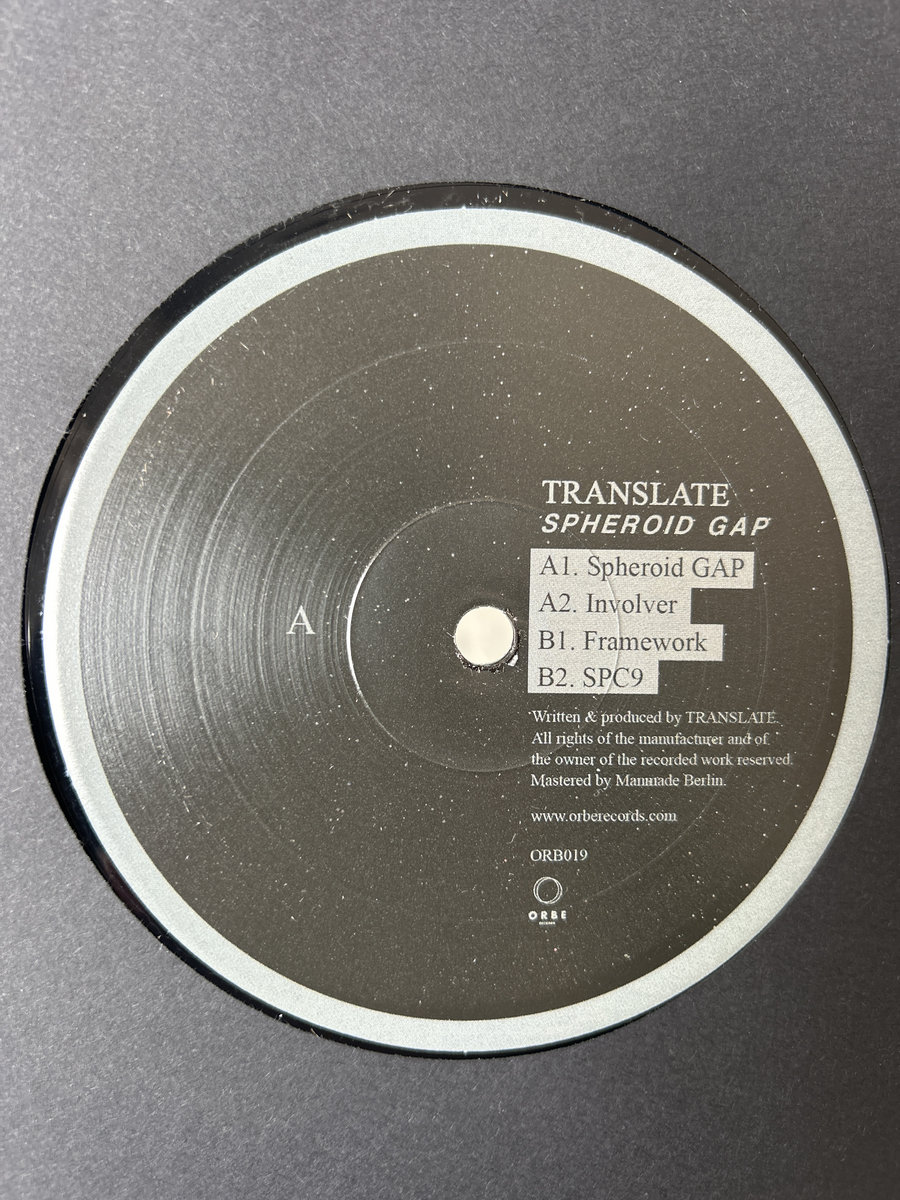 TRANSLATE
SPHEROID GAP
A1. Spheroid GAP
A2. Involver
B1. Framework
B2. SPC9
A
Written & produced by TRANSLATE.
All rights of the manufacturer and of
the owner of the recorded work reserved.
Mastered by Manmade Berlin.
www.orberecords.com
ORB019
ORBE